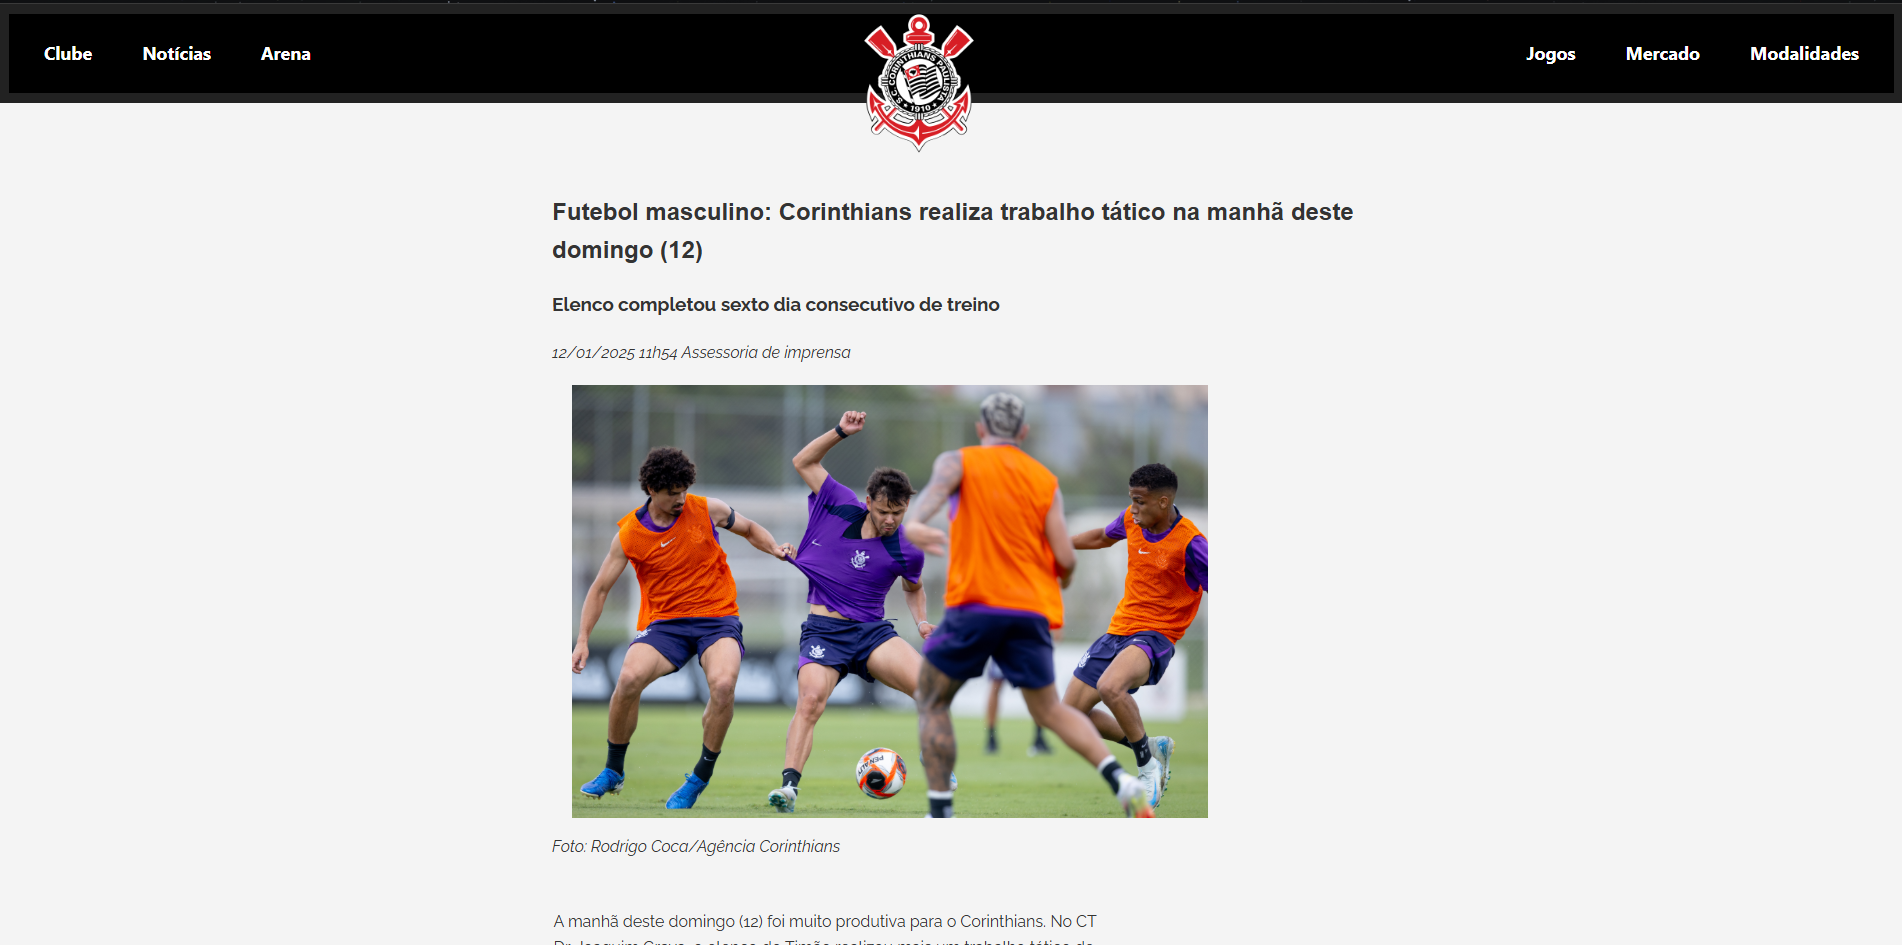 Clube Notícias Arena Jogos Mercado Modalidades
S.C. CORINTHIANS PAULISTA
1910
Futebol masculino: Corinthians realiza trabalho tático na manhã deste
domingo (12)
Elenco completou sexto dia consecutivo de treino
12/01/2025 11h54 Assessoria de imprensa
PENALTY
Foto: Rodrigo Coca/Agência Corinthians
A manhã deste domingo (12) foi muito produtiva para o Corinthians. No CT